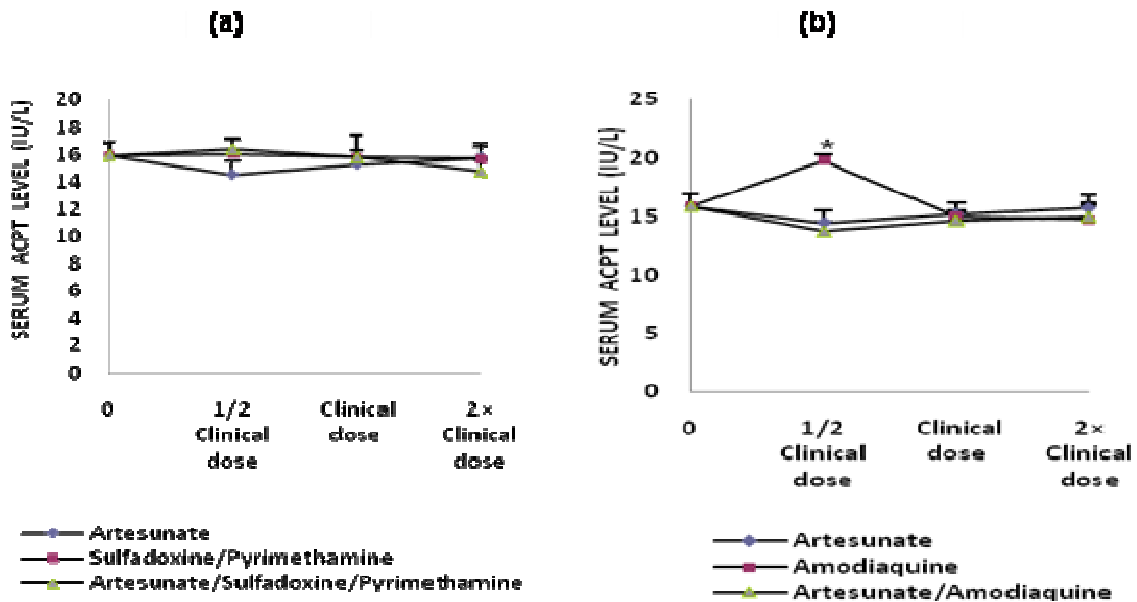 (a)
SERUM ACPT LEVEL (IU/L)
20
18
16
14
12
10
8
6
4
2
0
0
1/2 Clinical dose
Clinical dose
2× Clinical dose
Artesunate
Sulfadoxine/Pyrimethamine
Artesunate/Sulfadoxine/Pyrimethamine
(b)
SERUM ACPT LEVEL (IU/L)
25
20
15
10
5
0
*
0
1/2
Clinical
dose
Clinical
dose
2×
Clinical
dose
Artesunate
Amodiaquine
Artesunate/Amodiaquine